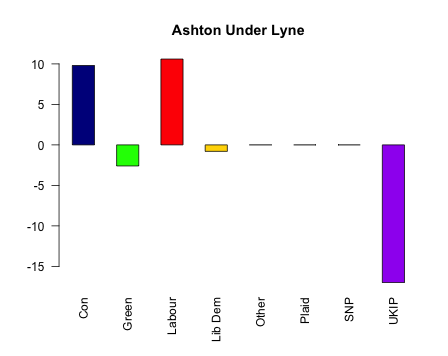 Ashton Under Lyne
10
5
0
-5
-10
-15
Con
Green
Labour
Lib Dem
Other
Plaid
SNP
UKIP